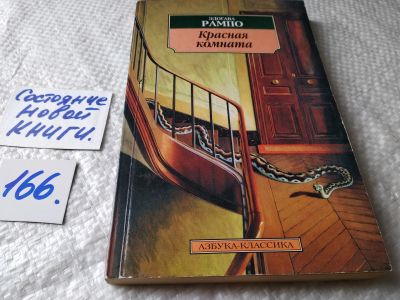 ЭДОГАВА
РАМПО
Красная
комната
Состояние
новой
книги.
166.
АЗБУКА-КЛАССИКА